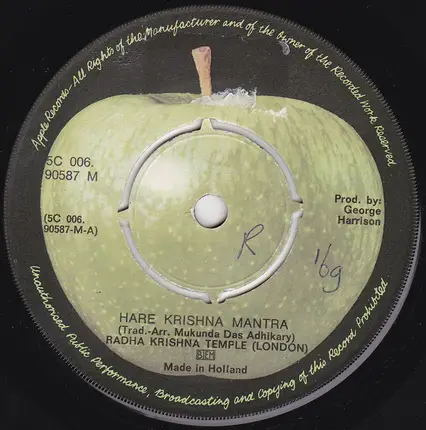 Apple Records–All Rights of the Manufacturer and of the Owner of the Recorded Work Reserved
5C 006.
90587 M
(5C 006.
90587-M-A)
Prod. by:
George
Harrison
R
'69
HARE KRISHNA MANTRA
(Trad.-Arr. Mukunda Das Adhikary)
RADHA KRISHNA TEMPLE (LONDON)
BIEM
Made in Holland
Unauthorised Public Performance, Broadcasting and Copying of this Record Prohibited